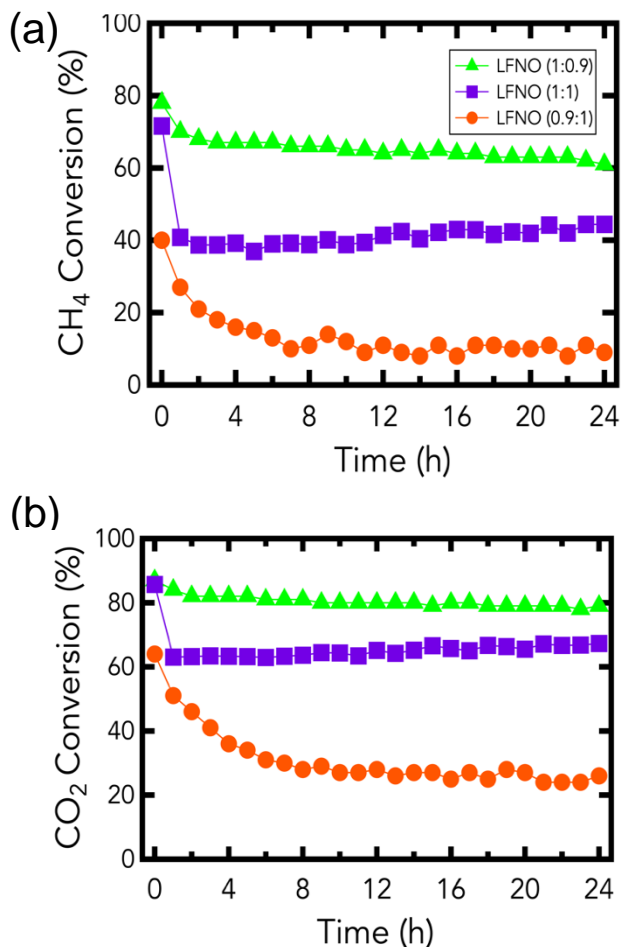 (a)
100
80
60
40
20
0
CH₄ Conversion (%)
LFNO (1:0.9)
LFNO (1:1)
LFNO (0.9:1)
0 4 8 12 16 20 24
Time (h)
(b)
100
80
60
40
20
0
CO₂ Conversion (%)
0 4 8 12 16 20 24
Time (h)